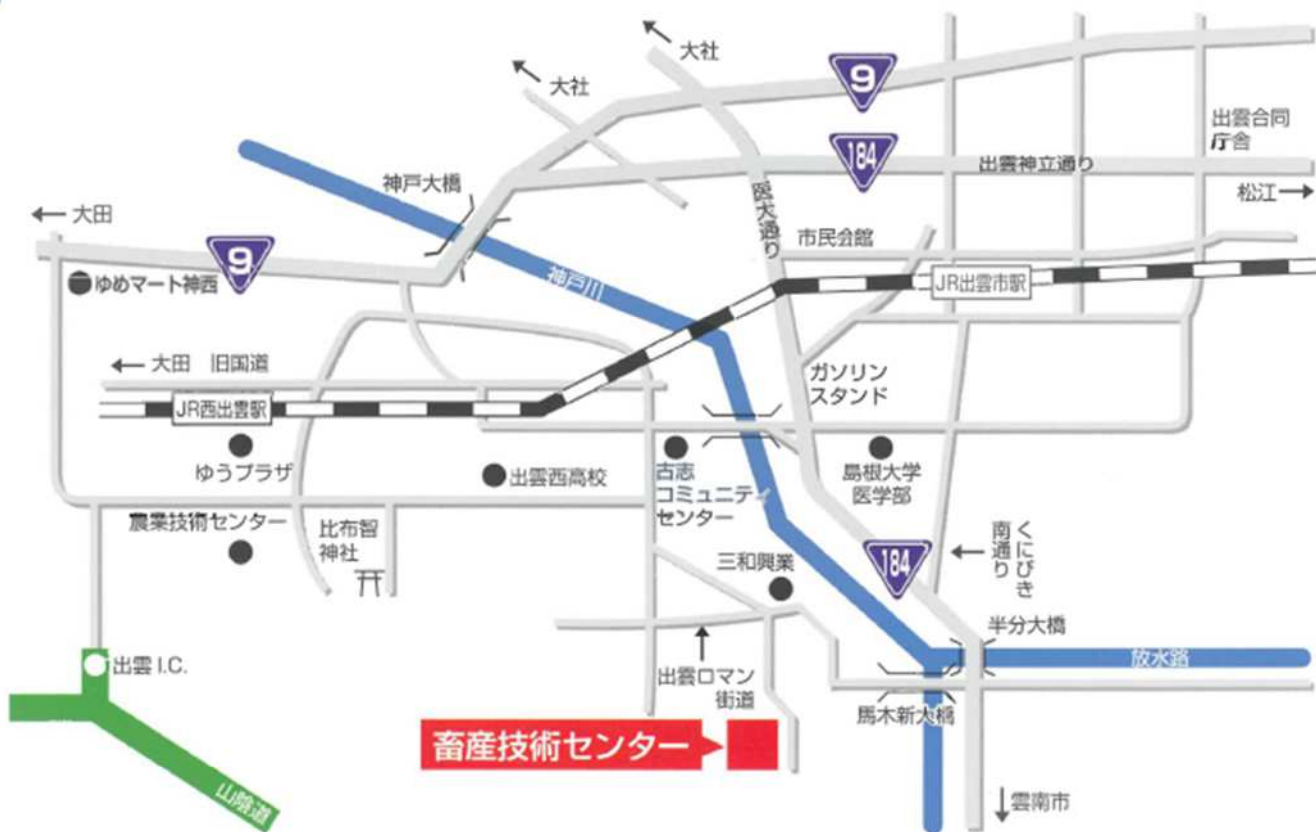 大社
大社
9
184
出雲合同
庁舎
出雲神立通り
松江
神戸大橋
大田
医大通り
市民会館
9
ゆめマート神西
神戸川
JR出雲市駅
大田 旧国道
ガソリン
スタンド
JR西出雲駅
ゆうプラザ
出雲西高校
古志
コミュニティ
センター
島根大学
医学部
農業技術センター
比布智
神社
三和興業
184
くにびき
南通り
半分大橋
出雲I.C.
放水路
出雲ロマン
街道
馬木新大橋
畜産技術センター
山陰道
雲南市